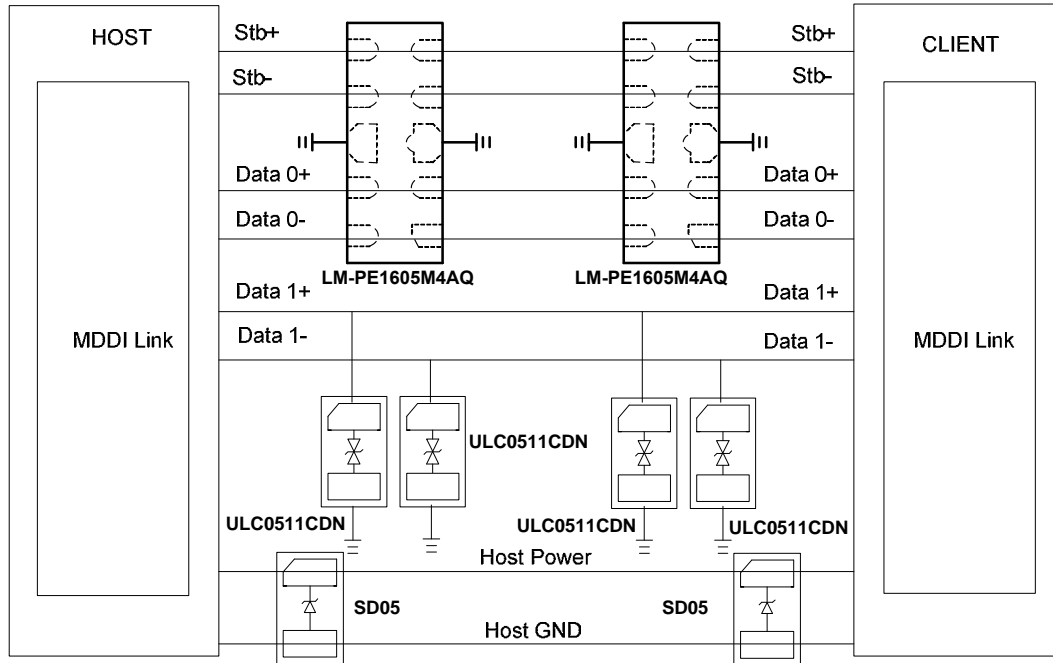 HOST
CLIENT
Stb+
Stb+
Stb-
Stb-
Data 0+
Data 0+
Data 0-
Data 0-
LM-PE1605M4AQ
LM-PE1605M4AQ
Data 1+
Data 1+
MDDI Link
Data 1-
Data 1-
MDDI Link
ULC0511CDN
ULC0511CDN
ULC0511CDN
ULC0511CDN
Host Power
SD05
SD05
Host GND